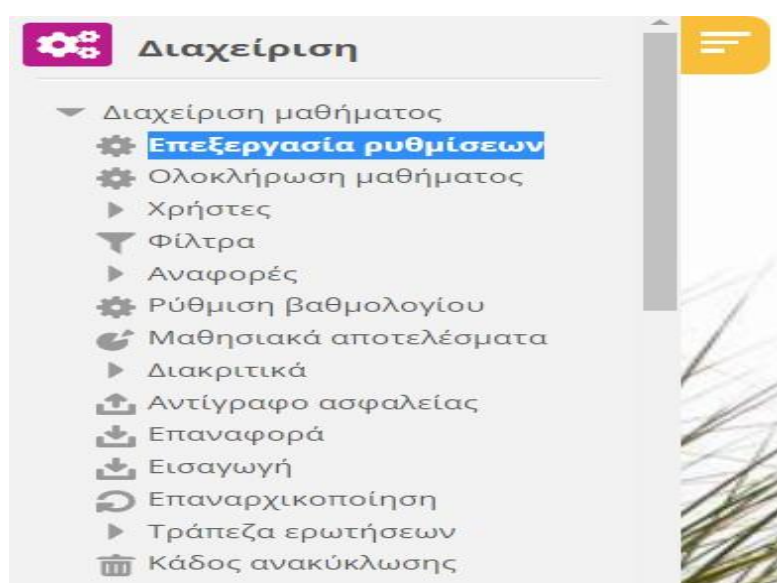 Διαχείριση
Διαχείριση μαθήματος
Επεξεργασία ρυθμίσεων
Ολοκλήρωση μαθήματος
Χρήστες
Φίλτρα
Αναφορές
Ρύθμιση βαθμολογίου
Μαθησιακά αποτελέσματα
Διακριτικά
Αντίγραφο ασφαλείας
Επαναφορά
Εισαγωγή
Επαναρχικοποίηση
Τράπεζα ερωτήσεων
Κάδος ανακύκλωσης